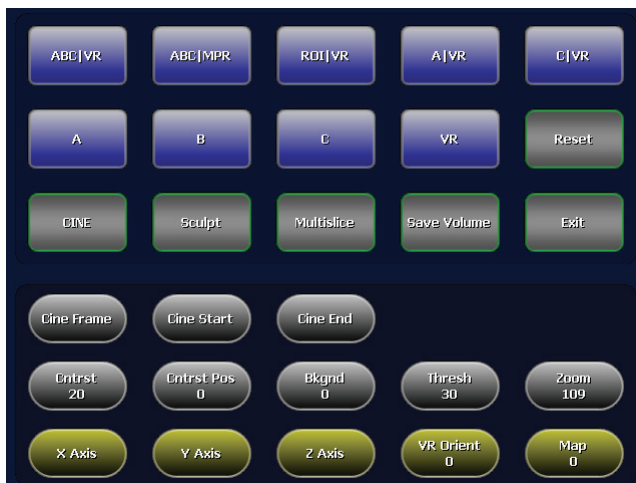 ABC|VR
ABC|MPR
ROI|VR
A|VR
C|VR
A
B
C
VR
Reset
CINE
Sculpt
Multislice
Save Volume
Exit
Cine Frame
Cine Start
Cine End
Cntrst
20
Cntrst Pos
0
Bkgnd
0
Thresh
30
Zoom
109
X Axis
Y Axis
Z Axis
VR Orient
0
Map
0